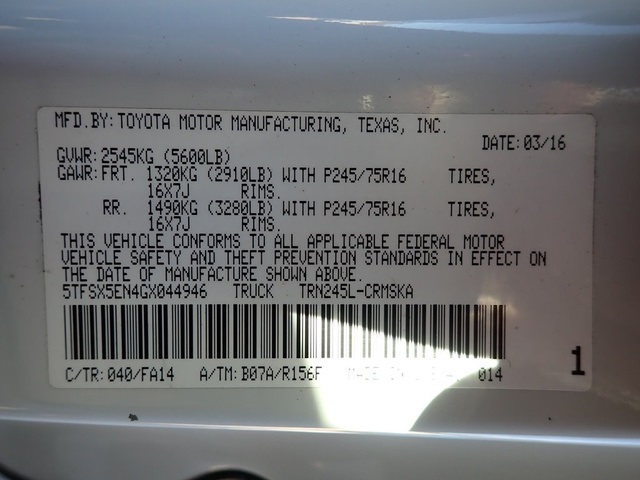 MFD.BY: TOYOTA MOTOR MANUFACTURING, TEXAS, INC.
DATE: 03/16
GVWR: 2545KG (5600LB)
GAWR: FRT. 1320KG (2910LB) WITH P245/75R16 TIRES,
16X7J RIMS.
RR. 1490KG (3280LB) WITH P245/75R16 TIRES,
16X7J RIMS.
THIS VEHICLE CONFORMS TO ALL APPLICABLE FEDERAL MOTOR
VEHICLE SAFETY AND THEFT PREVENTION STANDARDS IN EFFECT ON
THE DATE OF MANUFACTURE SHOWN ABOVE.
5TFSX5EN4GX044946 TRUCK TRN245L-CRMSKA
C/TR: 040/FA14 A/TM: B07A/R156F MADE IN 014
1